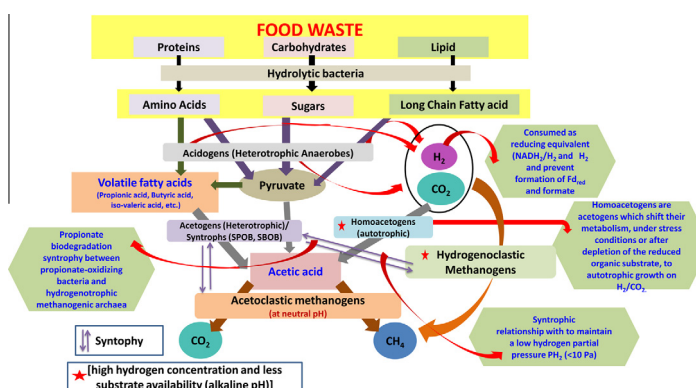 FOOD WASTE
Proteins
Carbohydrates
Lipid
Hydrolytic bacteria
Amino Acids
Sugars
Long Chain Fatty acid
Acidogens (Heterotrophic Anaerobes)
H2
CO2
Consumed as
reducing equivalent
(NADH2/H2 and H2
and prevent
formation of Fdred
and formate
Volatile fatty acids
(Propionic acid, Butyric acid,
iso-valeric acid, etc.)
Pyruvate
Acetogens (Heterotrophic)/
Syntrophs (SPOB, SBOB)
Homoacetogens
(autotrophic)
Homoacetogens are
acetogens which shift their
metabolism, under stress
conditions or after
depletion of the reduced
organic substrate, to
autotrophic growth on
H2/CO2.
Propionate
biodegradation
syntrophy between
propionate-oxidizing
bacteria and
hydrogenotrophic
methanogenic archaea
Hydrogenoclastic
Methanogens
Acetic acid
Acetoclastic methanogens
(at neutral pH)
CO2
CH4
Syntrophic
relationship with to maintain
a low hydrogen partial
pressure PH2 (<10 Pa)
Syntophy
[high hydrogen concentration and less
substrate availability (alkaline pH)]